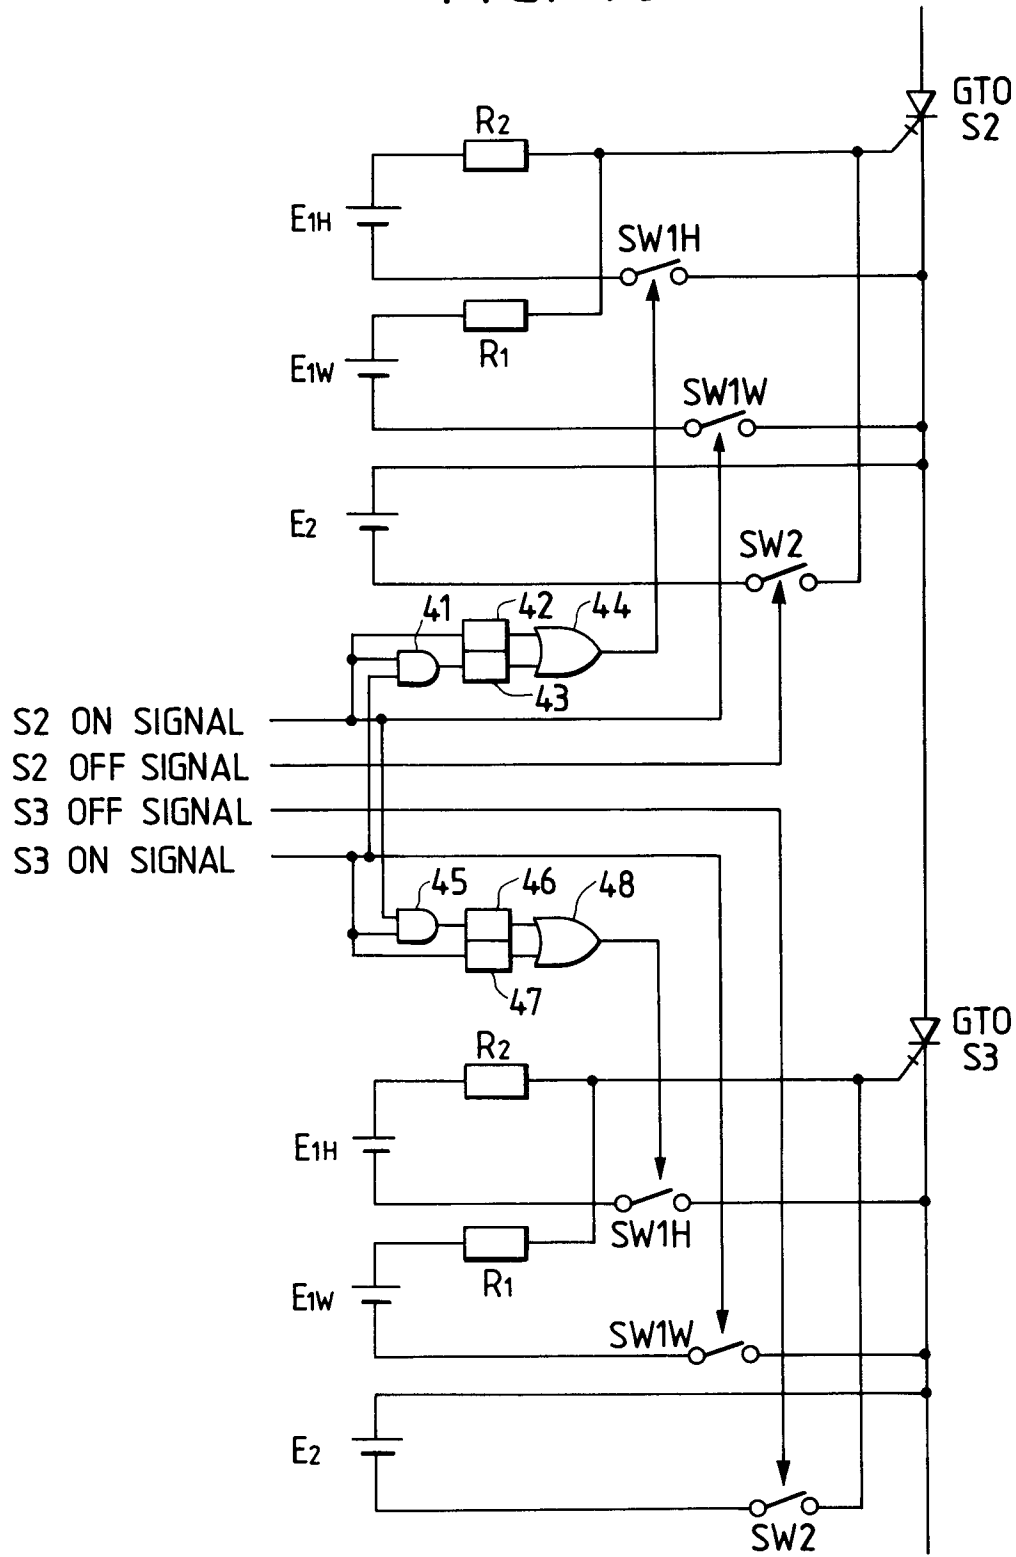 GTO
S2
R2
E1H
SW1H
R1
E1W
SW1W
E2
SW2
41
42
44
43
S2 ON SIGNAL
S2 OFF SIGNAL
S3 OFF SIGNAL
S3 ON SIGNAL
45
46
48
47
GTO
S3
R2
E1H
SW1H
R1
E1W
SW1W
E2
SW2